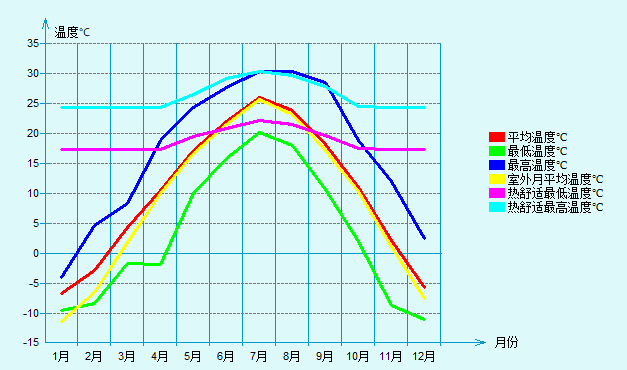 温度℃
35
30
25
20
15
10
5
0
-5
-10
-15
1月 2月 3月 4月 5月 6月 7月 8月 9月 10月 11月 12月
月份
平均温度℃
最低温度℃
最高温度℃
室外月平均温度℃
热舒适最低温度℃
热舒适最高温度℃